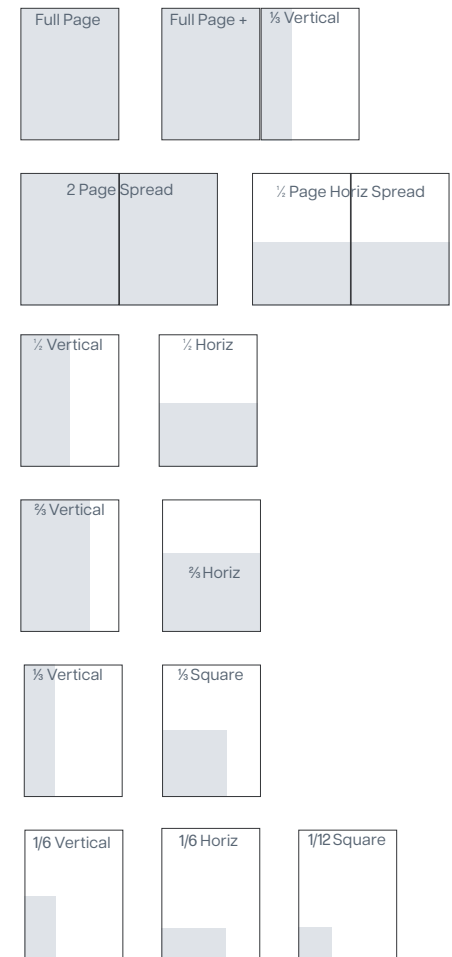 Full Page
Full Page +
⅓ Vertical
2 Page Spread
½ Page Horiz Spread
½ Vertical
½ Horiz
⅔ Vertical
⅔ Horiz
⅓ Vertical
⅓ Square
1/6 Vertical
1/6 Horiz
1/12 Square